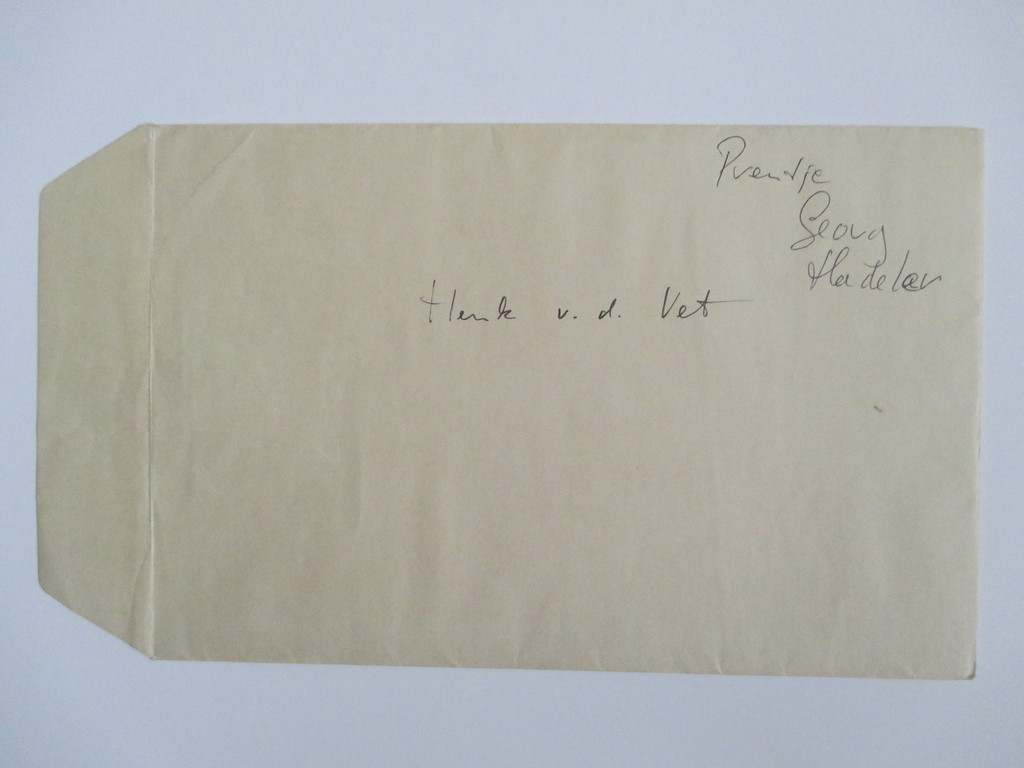 Prentje
Georg
Hadeler
Henk v. d. Vet